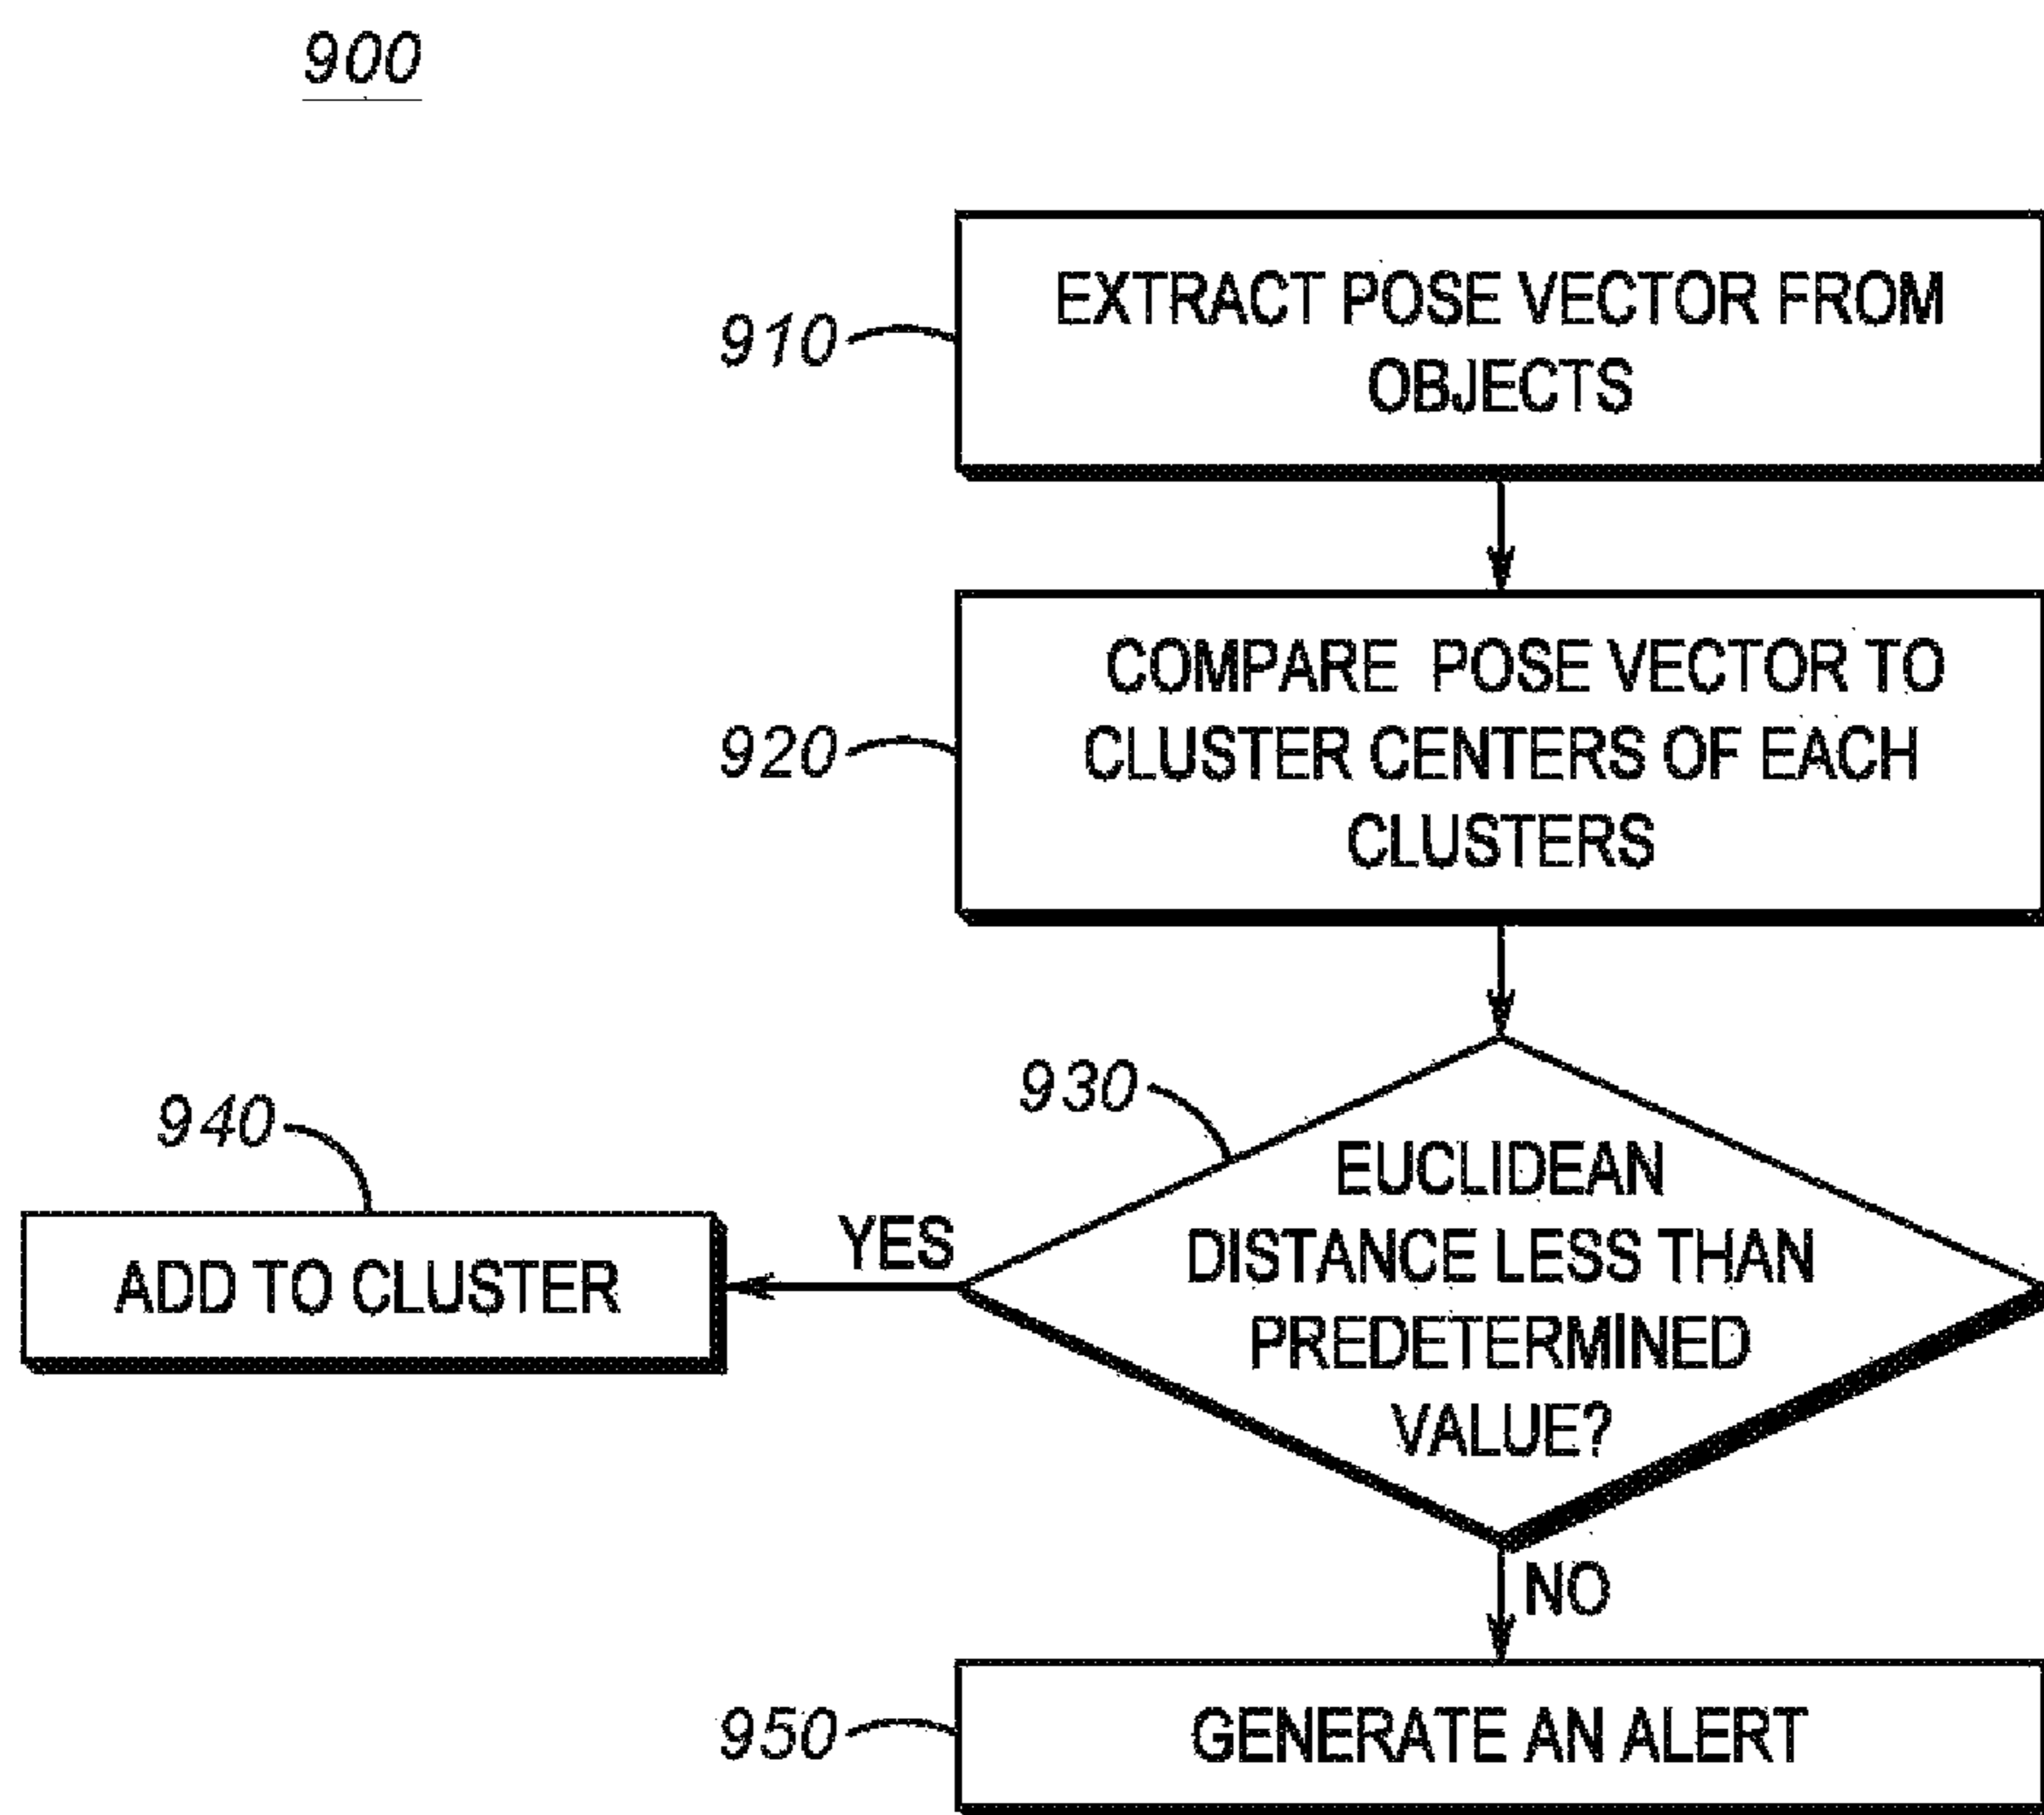 900
910
EXTRACT POSE VECTOR FROM
OBJECTS
920
COMPARE POSE VECTOR TO
CLUSTER CENTERS OF EACH
CLUSTERS
930
EUCLIDEAN
DISTANCE LESS THAN
PREDETERMINED
VALUE?
YES
940
ADD TO CLUSTER
NO
950
GENERATE AN ALERT